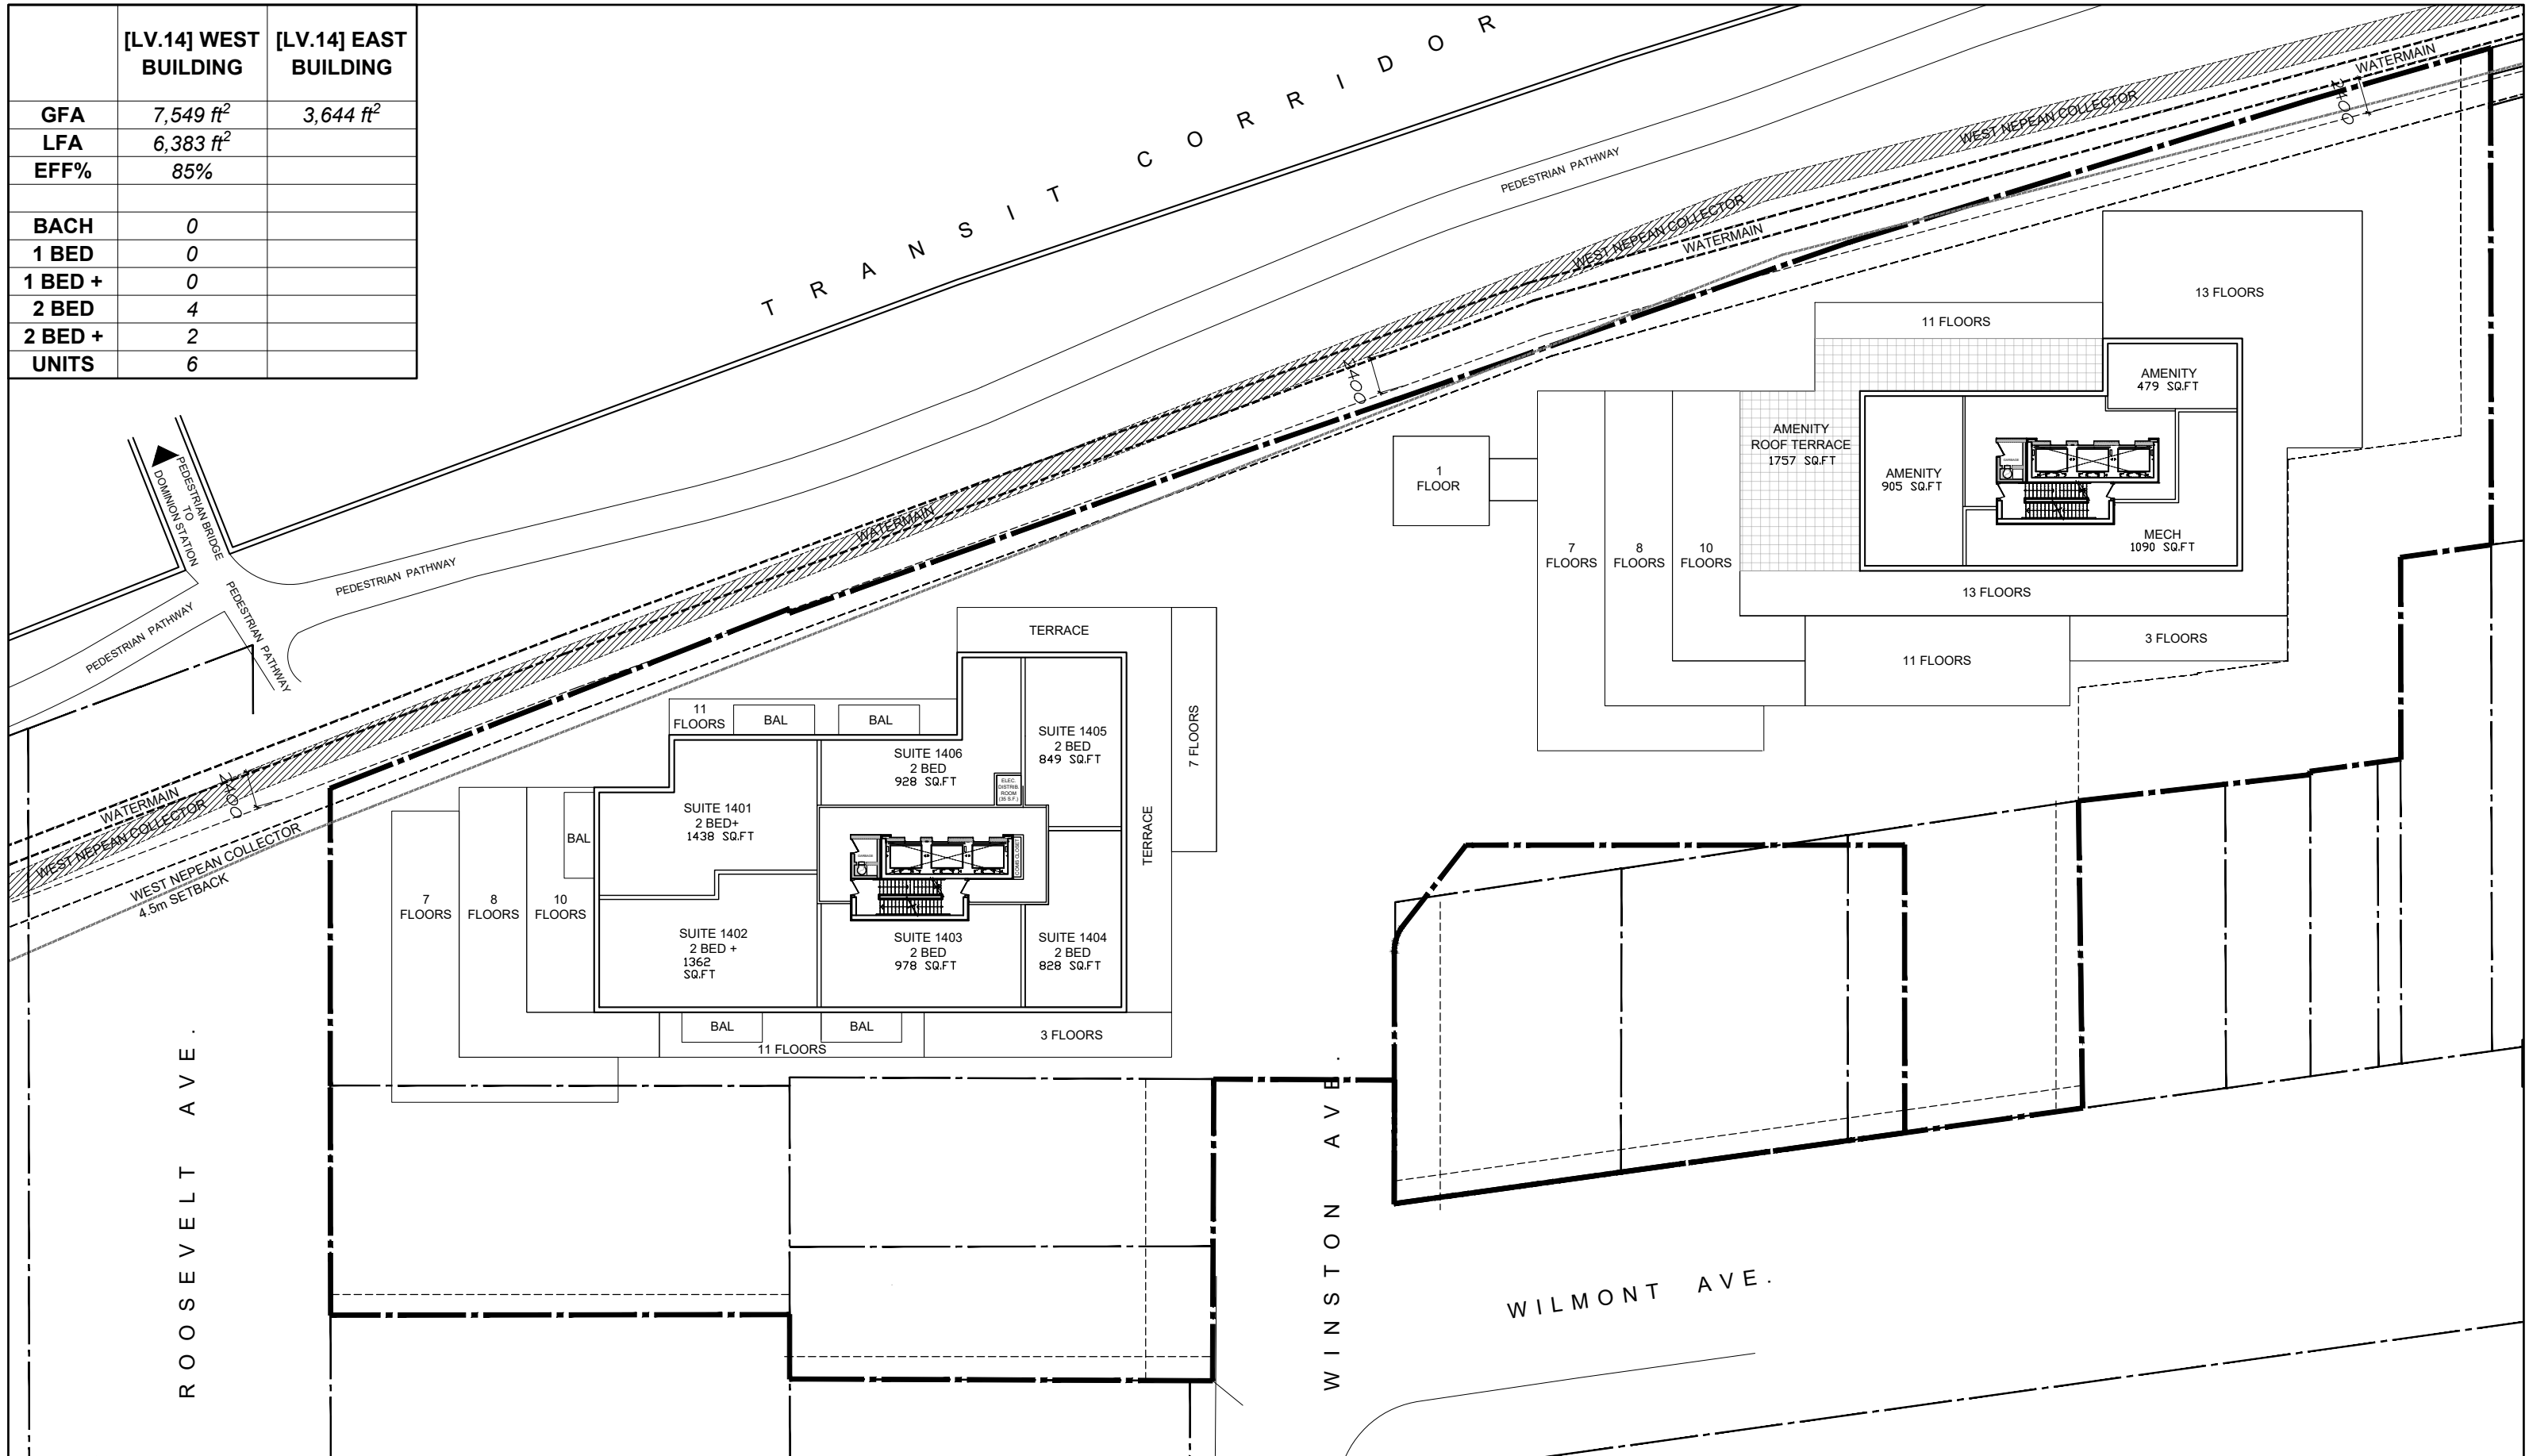 [LV.14] WEST BUILDING [LV.14] EAST BUILDING
GFA 7,549 ft² 3,644 ft²
LFA 6,383 ft²
EFF% 85%
BACH 0
1 BED 0
1 BED + 0
2 BED 4
2 BED + 2
UNITS 6
TRANSIT CORRIDOR
PEDESTRIAN PATHWAY
WEST NEPEAN COLLECTOR
WATERMAIN
2400
WEST NEPEAN COLLECTOR
WATERMAIN
2400
WATERMAIN
PEDESTRIAN BRIDGE
TO
DOMINION STATION
PEDESTRIAN PATHWAY
PEDESTRIAN PATHWAY
PEDESTRIAN PATHWAY
2400
WATERMAIN
WEST NEPEAN COLLECTOR
WEST NEPEAN COLLECTOR
4.5m SETBACK
13 FLOORS
11 FLOORS
AMENITY
479 SQ.FT
AMENITY
ROOF TERRACE
1757 SQ.FT
AMENITY
905 SQ.FT
MECH
1090 SQ.FT
1
FLOOR
7
FLOORS
8
FLOORS
10
FLOORS
13 FLOORS
3 FLOORS
11 FLOORS
TERRACE
7 FLOORS
TERRACE
11
FLOORS
BAL
BAL
BAL
SUITE 1405
2 BED
849 SQ.FT
SUITE 1406
2 BED
928 SQ.FT
ELEC.
DISTRIB.
ROOM
(35 S.F.)
SUITE 1401
2 BED+
1438 SQ.FT
COMMS CLOSET
7
FLOORS
8
FLOORS
10
FLOORS
SUITE 1402
2 BED +
1362
SQ.FT
SUITE 1403
2 BED
978 SQ.FT
SUITE 1404
2 BED
828 SQ.FT
BAL
BAL
11 FLOORS
3 FLOORS
ROOSEVELT AVE.
WINSTON AVE.
WILMONT AVE.